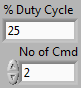 % Duty Cycle
25
No of Cmd
2